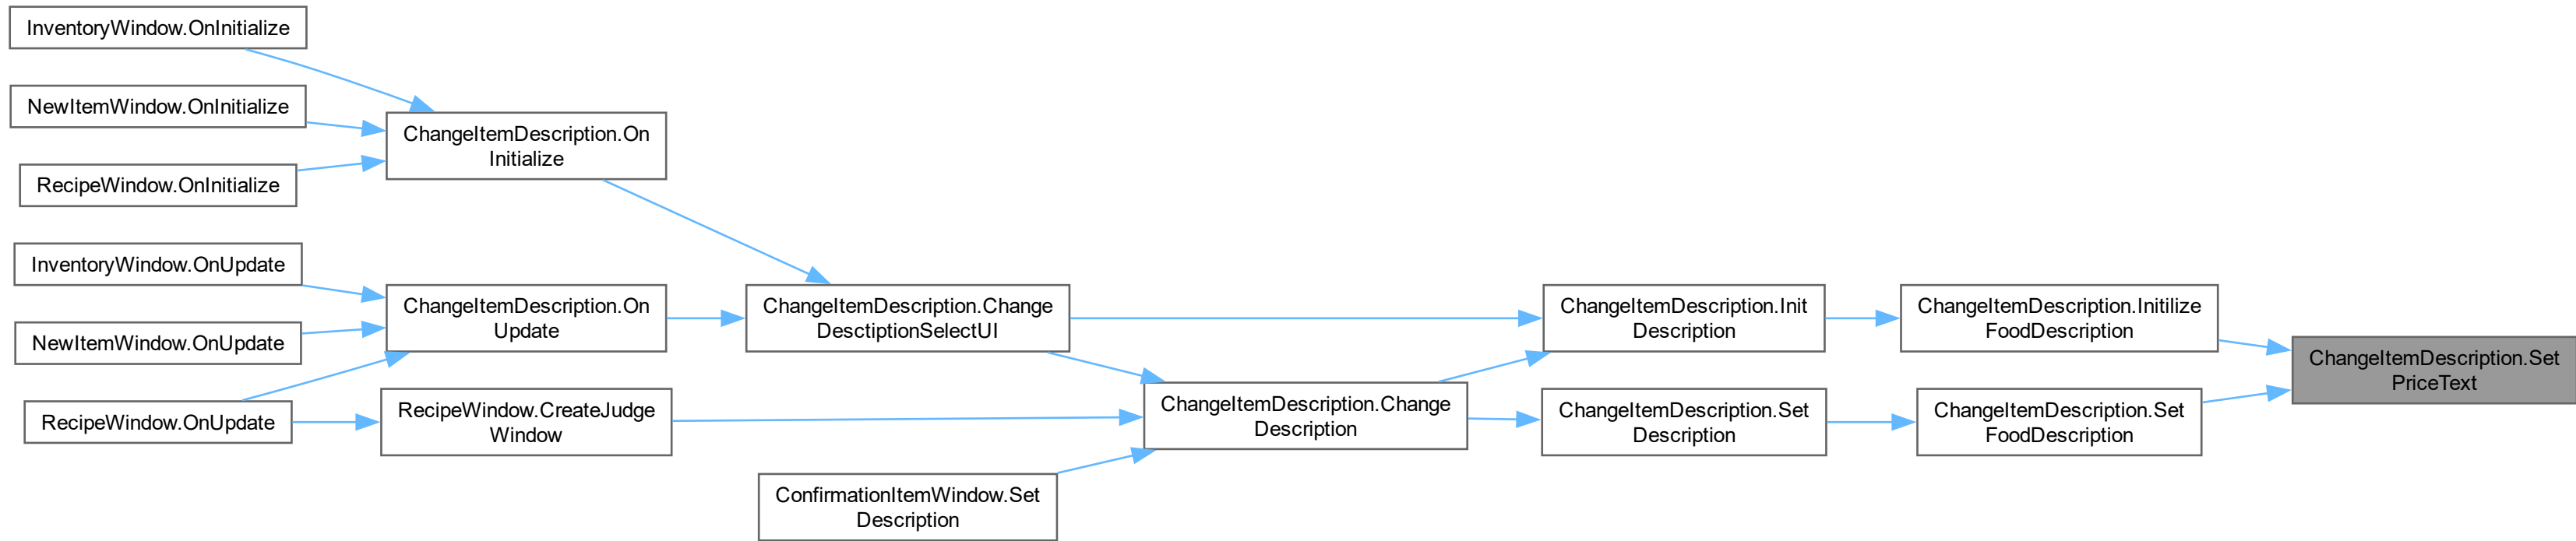 InventoryWindow.OnInitialize
NewItemWindow.OnInitialize
RecipeWindow.OnInitialize
InventoryWindow.OnUpdate
NewItemWindow.OnUpdate
RecipeWindow.OnUpdate
ChangeItemDescription.On
Initialize
ChangeItemDescription.On
Update
RecipeWindow.CreateJudge
Window
ChangeItemDescription.Change
DesctiptionSelectUI
ConfirmationItemWindow.Set
Description
ChangeItemDescription.Change
Description
ChangeItemDescription.Init
Description
ChangeItemDescription.Set
Description
ChangeItemDescription.Initilize
FoodDescription
ChangeItemDescription.Set
FoodDescription
ChangeItemDescription.Set
PriceText